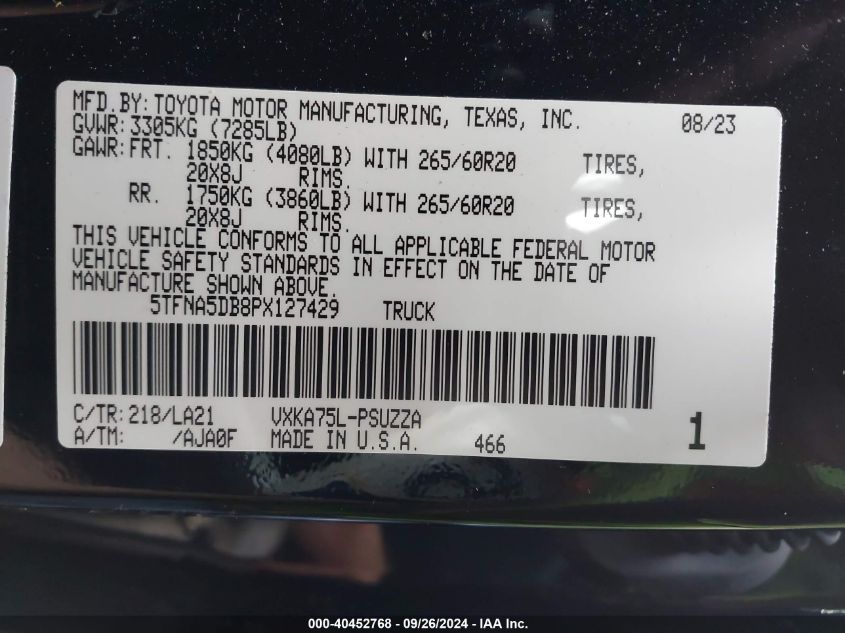 MFD.BY: TOYOTA MOTOR MANUFACTURING, TEXAS, INC. 08/23
GVWR: 3305KG (7285LB)
GAWR: FRT. 1850KG (4080LB) WITH 265/60R20 TIRES,
20X8J RIMS.
RR. 1750KG (3860LB) WITH 265/60R20 TIRES,
20X8J RIMS.
THIS VEHICLE CONFORMS TO ALL APPLICABLE FEDERAL MOTOR
VEHICLE SAFETY STANDARDS IN EFFECT ON THE DATE OF
MANUFACTURE SHOWN ABOVE.
5TFNA5DB8PX127429 TRUCK
C/TR: 218/LA21 VXKA75L-PSUZZA
A/TM: /AJA0F MADE IN U.S.A. 466 1
000-40452768 - 09/26/2024 - IAA Inc.